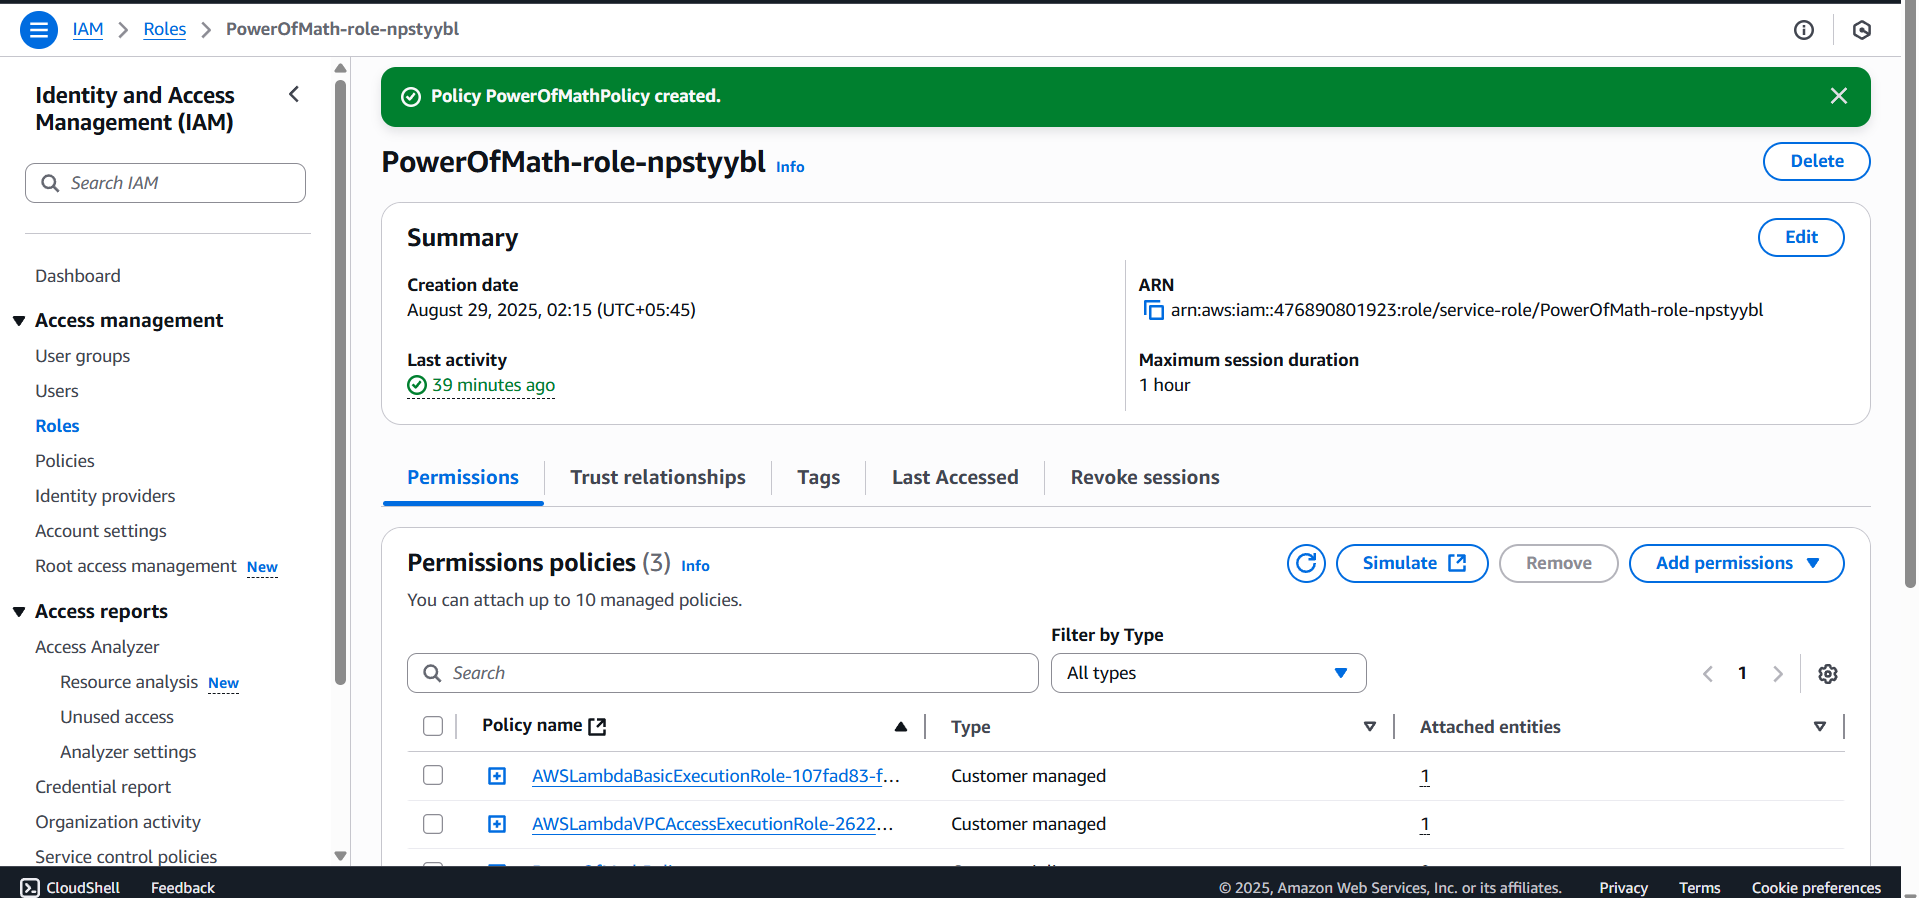 IAM > Roles > PowerOfMath-role-npstyybl
Identity and Access
Management (IAM)
Search IAM
Dashboard
Access management
User groups
Users
Roles
Policies
Identity providers
Account settings
Root access management New
Access reports
Access Analyzer
Resource analysis New
Unused access
Analyzer settings
Credential report
Organization activity
Service control policies
Policy PowerOfMathPolicy created.
PowerOfMath-role-npstyybl Info
Delete
Summary
Edit
Creation date
August 29, 2025, 02:15 (UTC+05:45)
ARN
arn:aws:iam::476890801923:role/service-role/PowerOfMath-role-npstyybl
Last activity
39 minutes ago
Maximum session duration
1 hour
Permissions
Trust relationships
Tags
Last Accessed
Revoke sessions
Permissions policies (3) Info
You can attach up to 10 managed policies.
Simulate
Remove
Add permissions
Filter by Type
Search
All types
1
Policy name
Type
Attached entities
AWSLambdaBasicExecutionRole-107fad83-f...
Customer managed
1
AWSLambdaVPCAccessExecutionRole-2622...
Customer managed
1
CloudShell
Feedback
© 2025, Amazon Web Services, Inc. or its affiliates.
Privacy
Terms
Cookie preferences